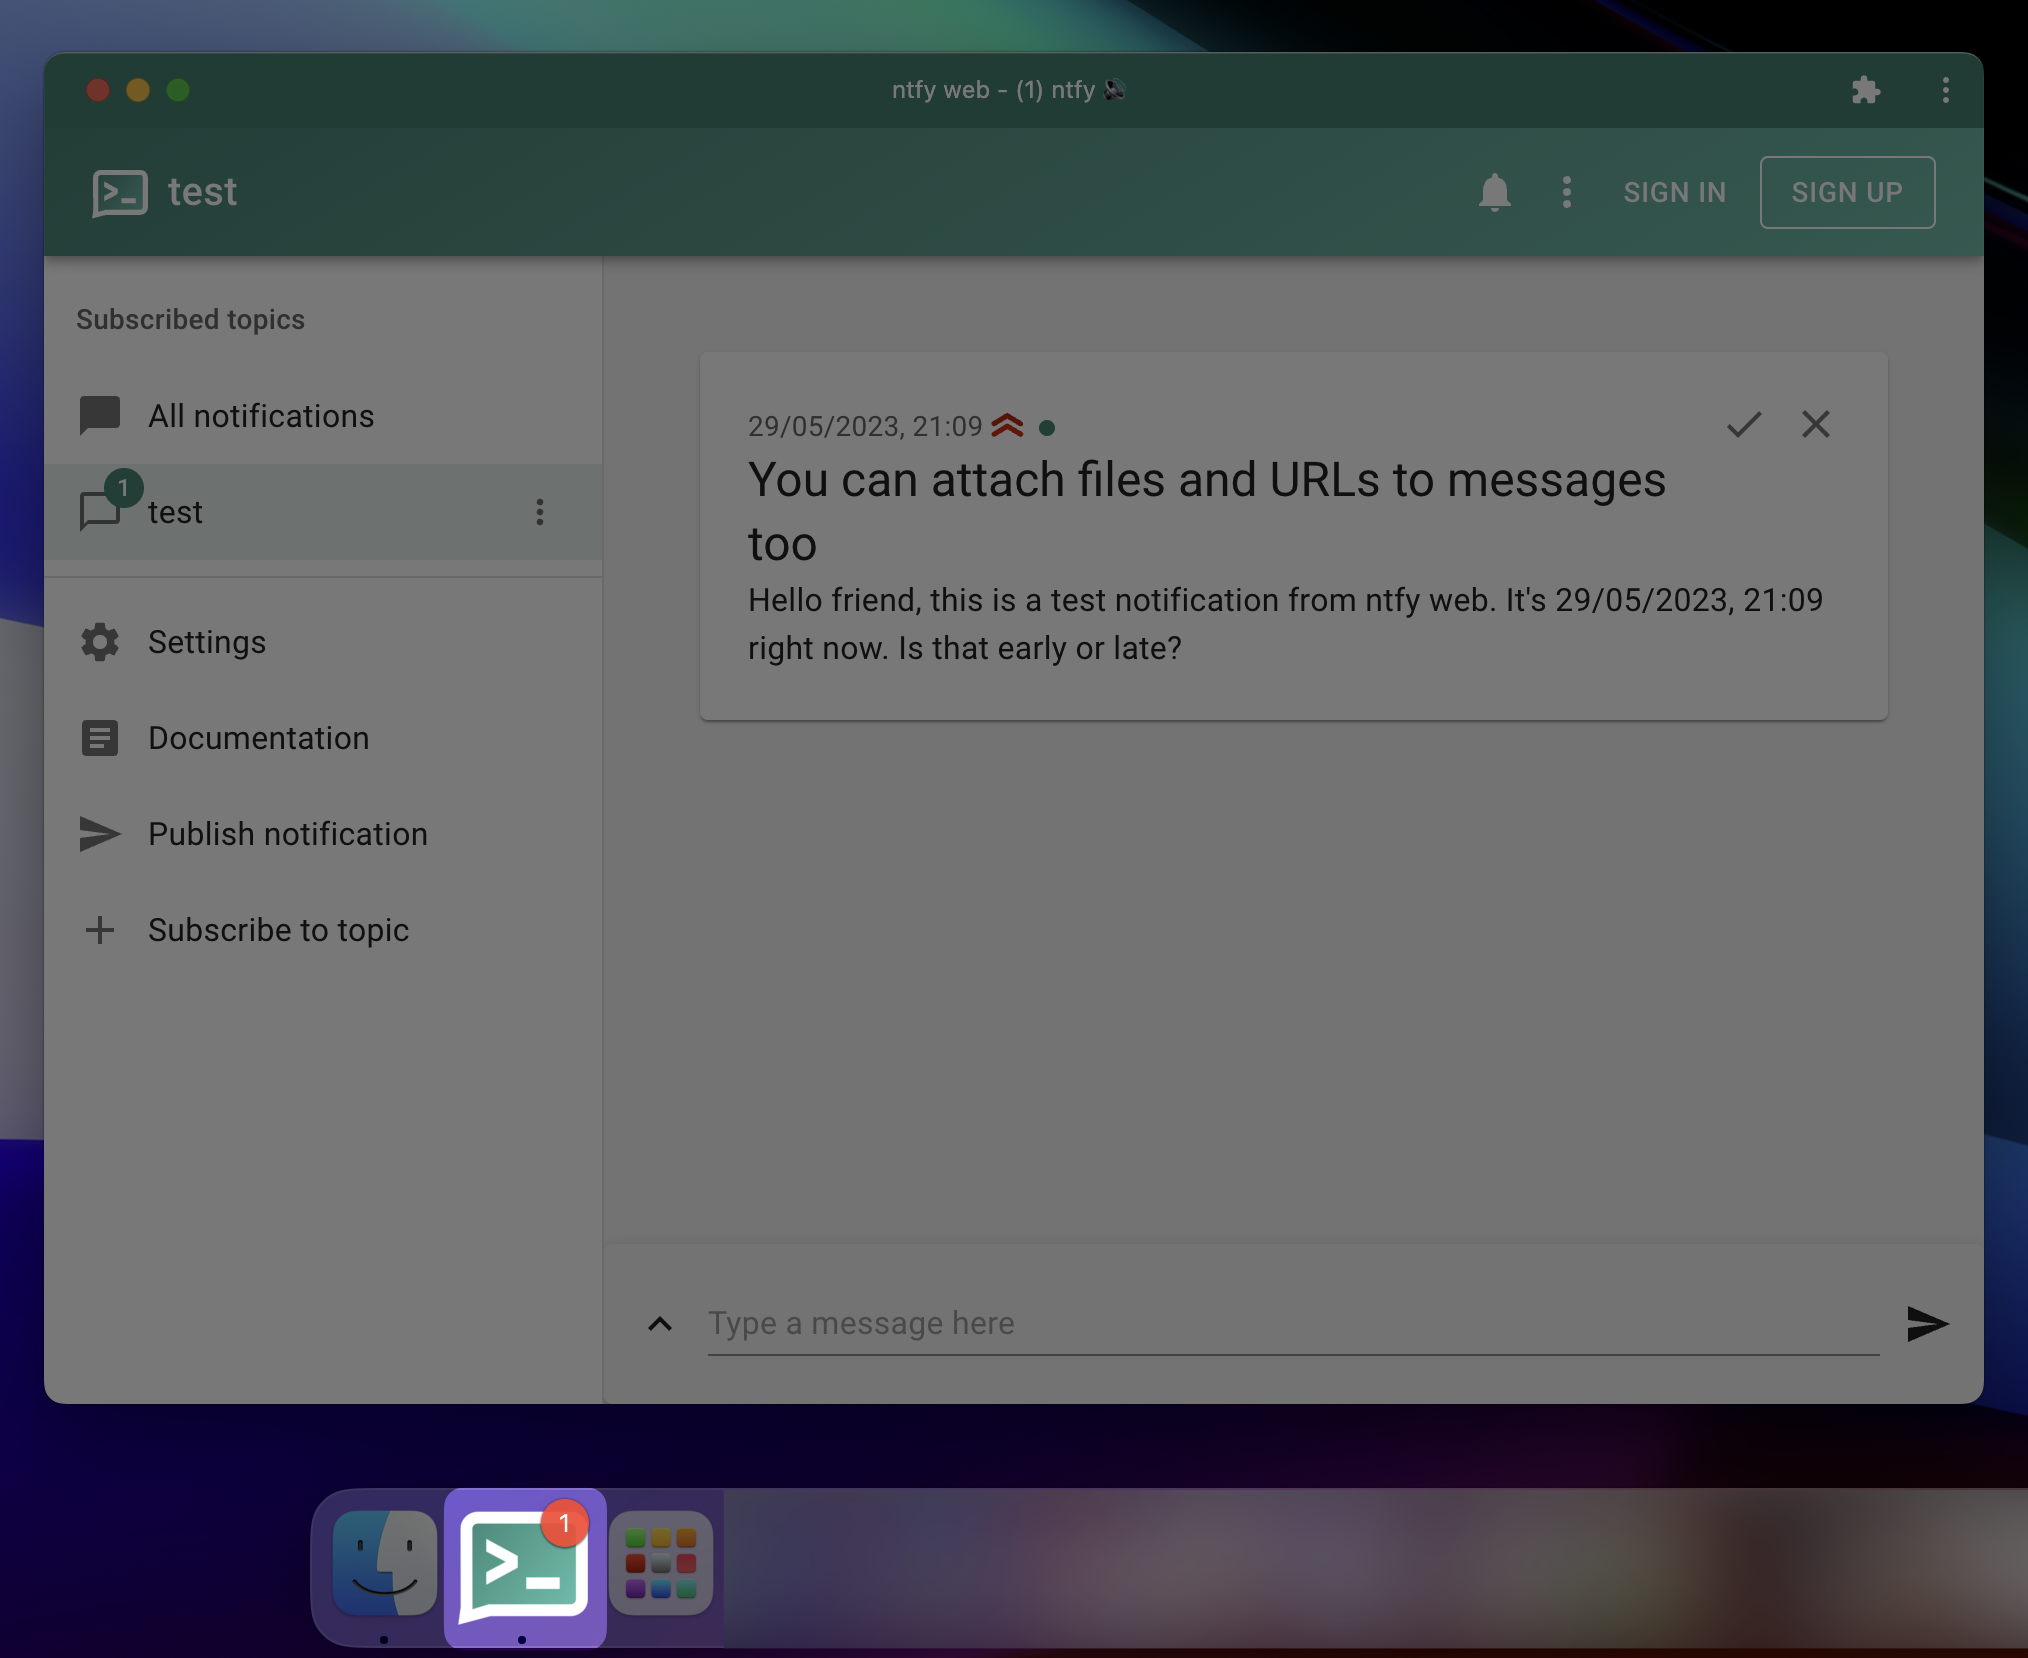 ntfy web - (1) ntfy
test
SIGN IN
SIGN UP
Subscribed topics
All notifications
1
test
Settings
Documentation
Publish notification
Subscribe to topic
29/05/2023, 21:09
You can attach files and URLs to messages
too
Hello friend, this is a test notification from ntfy web. It's 29/05/2023, 21:09
right now. Is that early or late?
Type a message here
1